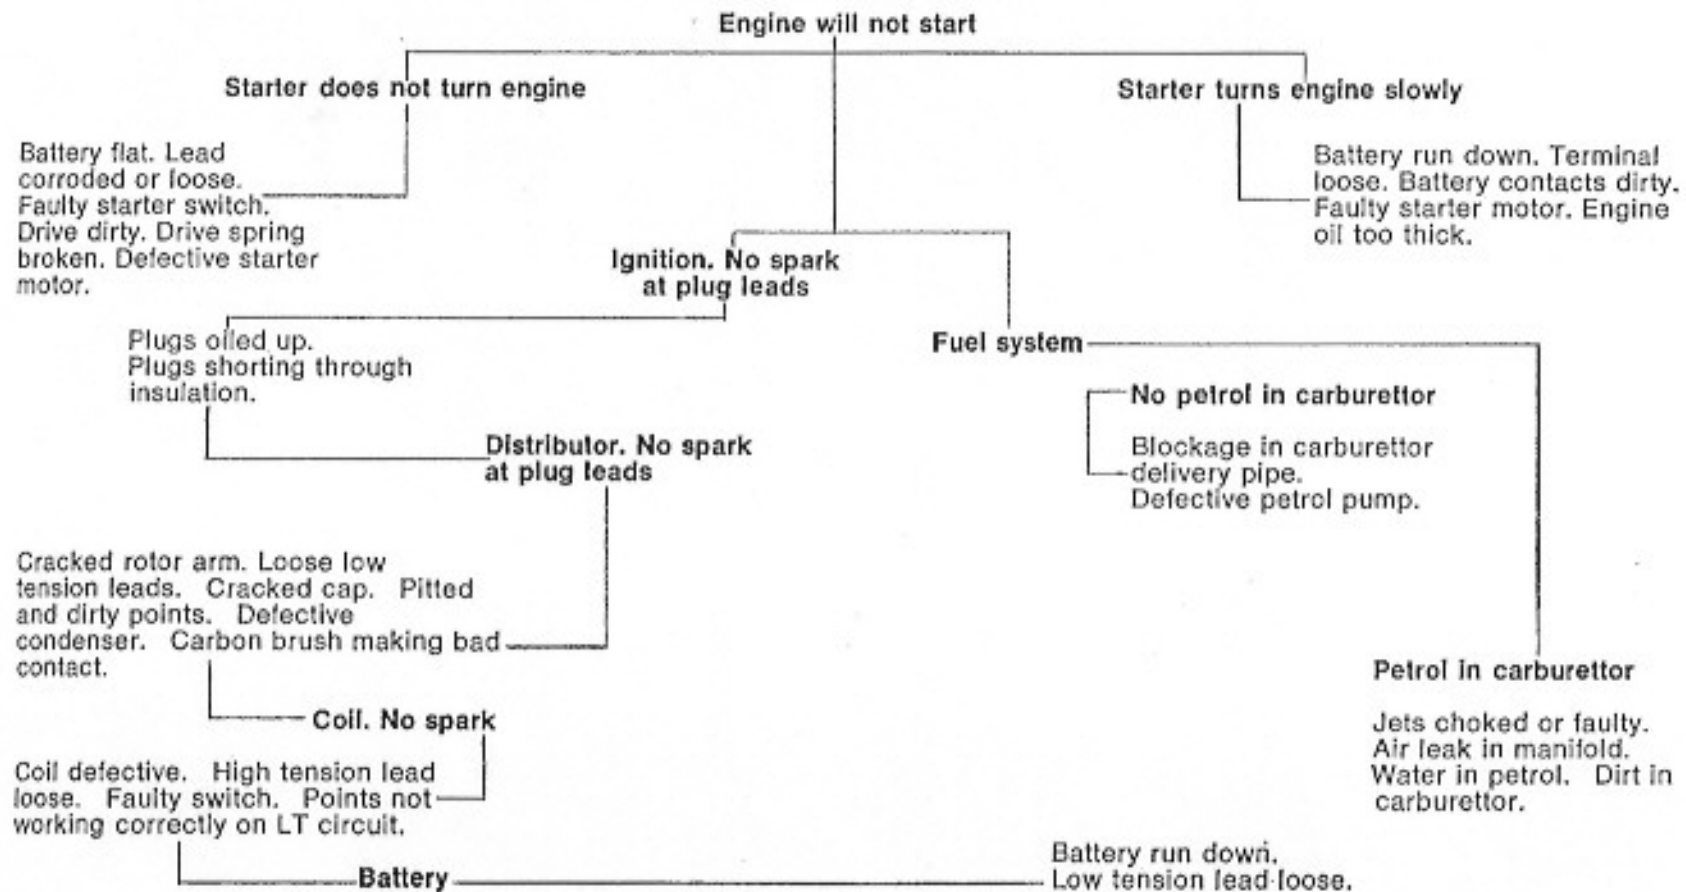 Engine will not start
Starter does not turn engine
Starter turns engine slowly
Battery flat. Lead
corroded or loose.
Faulty starter switch.
Drive dirty. Drive spring
broken. Defective starter
motor.
Battery run down. Terminal
loose. Battery contacts dirty.
Faulty starter motor. Engine
oil too thick.
Ignition. No spark
at plug leads
Plugs oiled up.
Plugs shorting through
insulation.
Fuel system
No petrol in carburettor
Blockage in carburettor
delivery pipe.
Defective petrol pump.
Distributor. No spark
at plug leads
Cracked rotor arm. Loose low
tension leads. Cracked cap. Pitted
and dirty points. Defective
condenser. Carbon brush making bad
contact.
Petrol in carburettor
Jets choked or faulty.
Air leak in manifold.
Water in petrol. Dirt in
carburettor.
Coil. No spark
Coil defective. High tension lead
loose. Faulty switch. Points not
working correctly on LT circuit.
Battery
Battery run down.
Low tension lead loose.